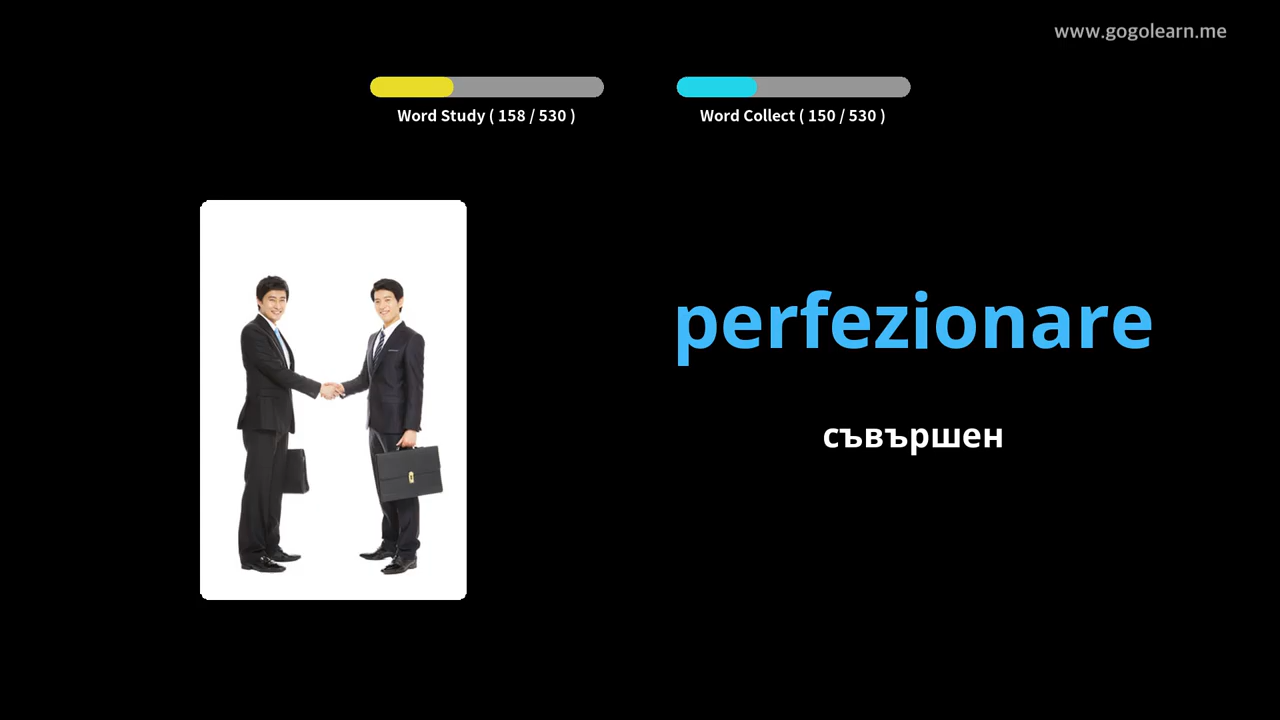 www.gogolearn.me
Word Study ( 158 / 530 )
Word Collect ( 150 / 530 )
perfezionare
съвършен